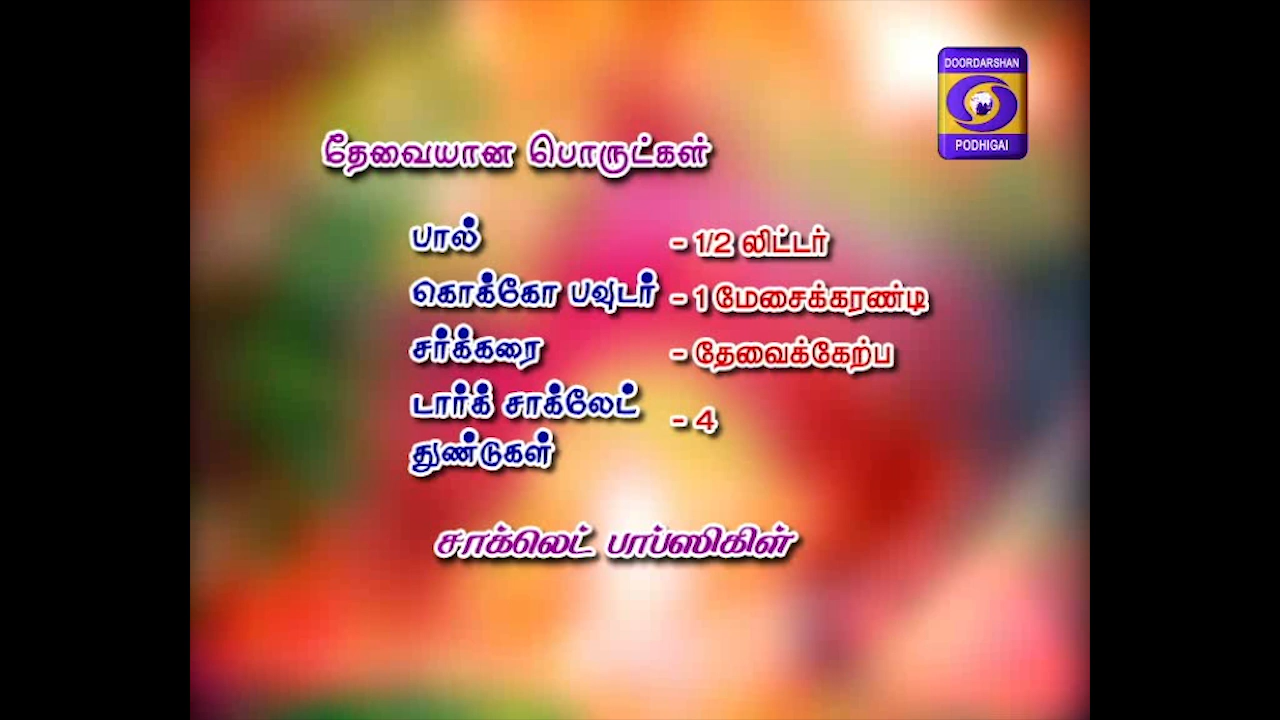 DOORDARSHAN
PODHIGAI
தேவையான பொருட்கள்
பால் - 1/2 லிட்டர்
கொக்கோ பவுடர் - 1 மேசைக்கரண்டி
சர்க்கரை - தேவைக்கேற்ப
டார்க் சாக்லேட்
துண்டுகள் - 4
சாக்லெட் பாப்ஸிகிள்